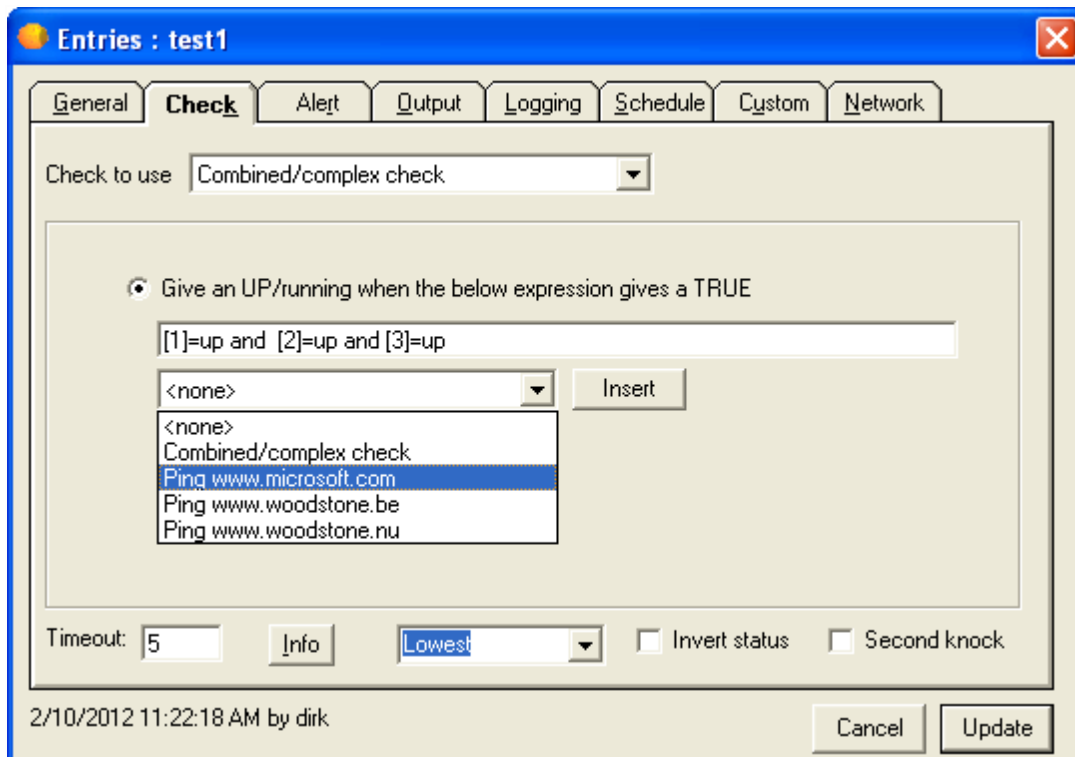 Entries : test1
General Check Alert Output Logging Schedule Custom Network
Check to use Combined/complex check
Give an UP/running when the below expression gives a TRUE
[1]=up and  [2]=up and [3]=up
<none> Insert
<none>
Combined/complex check
Ping www.microsoft.com
Ping www.woodstone.be
Ping www.woodstone.nu
Timeout: 5 Info Lowest Invert status Second knock
2/10/2012 11:22:18 AM by dirk
Cancel Update